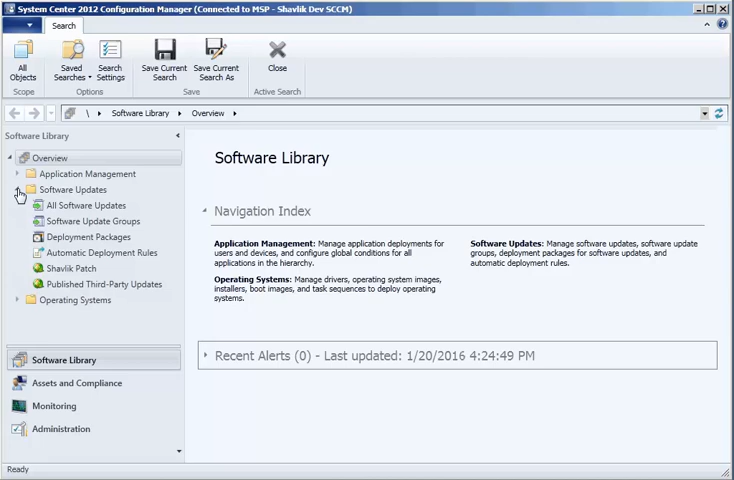 System Center 2012 Configuration Manager (Connected to MSP - Shavlik Dev SCCM)
Search
All Objects
Saved Searches
Search Settings
Save Current Search
Save Current Search As
Close
Scope
Options
Save
Active Search
\ Software Library Overview
Software Library
Overview
Application Management
Software Updates
All Software Updates
Software Update Groups
Deployment Packages
Automatic Deployment Rules
Shavlik Patch
Published Third-Party Updates
Operating Systems
Software Library
Assets and Compliance
Monitoring
Administration
Software Library
Navigation Index
Application Management: Manage application deployments for
users and devices, and configure global conditions for all
applications in the hierarchy.
Operating Systems: Manage drivers, operating system images,
installers, boot images, and task sequences to deploy operating
systems.
Software Updates: Manage software updates, software update
groups, deployment packages for software updates, and
automatic deployment rules.
Recent Alerts (0) - Last updated: 1/20/2016 4:24:49 PM
Ready